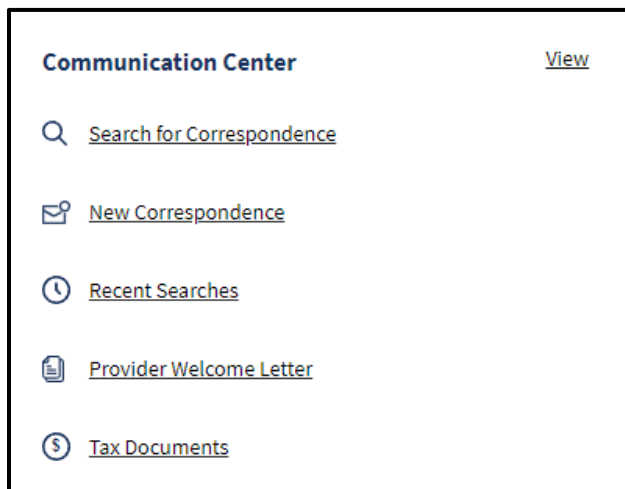 Communication Center View
Search for Correspondence
New Correspondence
Recent Searches
Provider Welcome Letter
$ Tax Documents